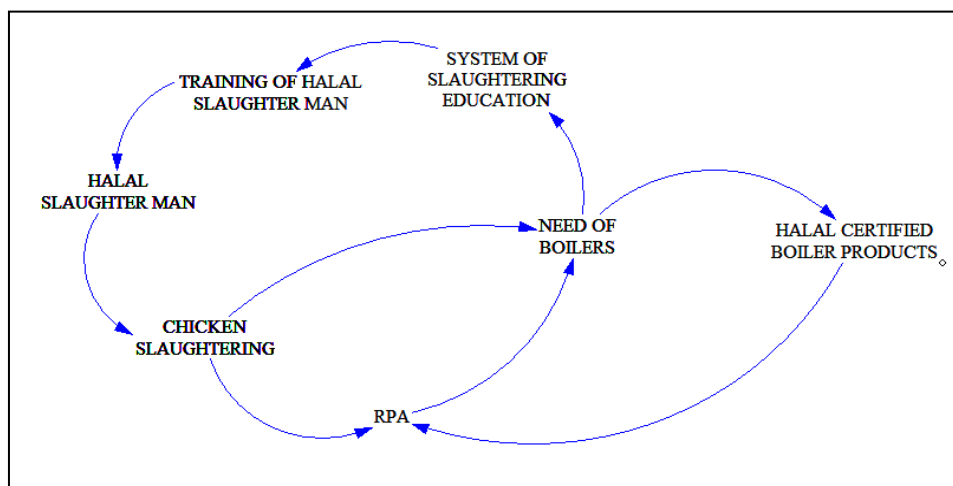 SYSTEM OF
SLAUGHTERING
EDUCATION
TRAINING OF HALAL
SLAUGHTER MAN
HALAL
SLAUGHTER MAN
NEED OF
BOILERS
HALAL CERTIFIED
BOILER PRODUCTS
CHICKEN
SLAUGHTERING
RPA